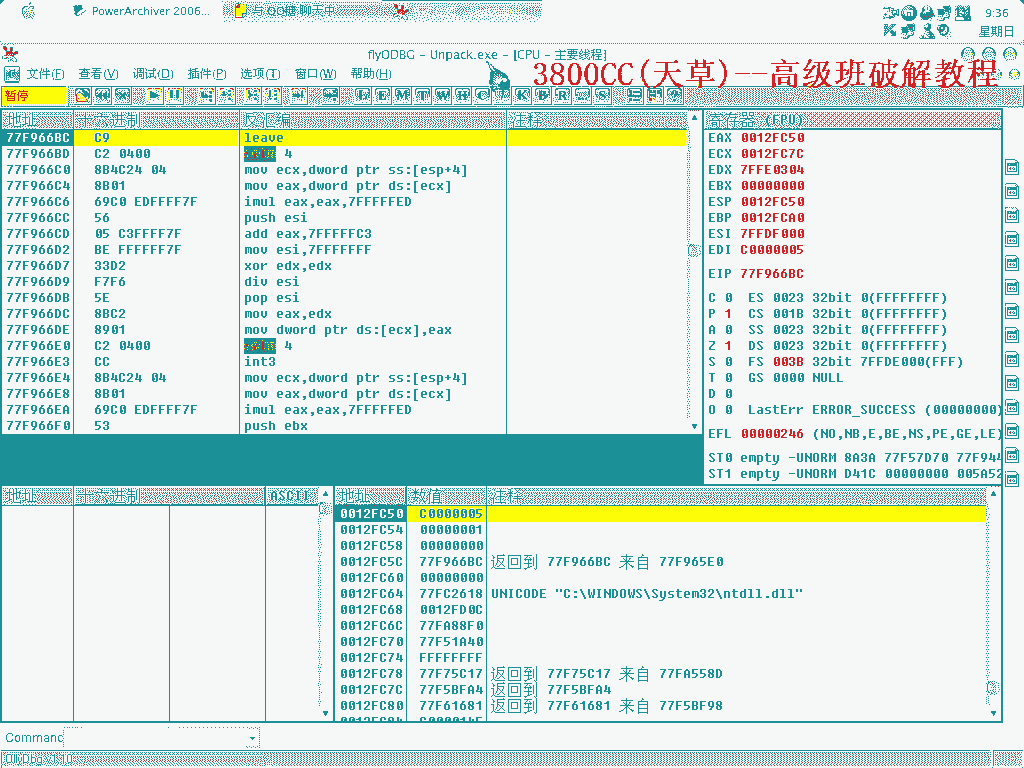 PowerArchiver 2006...
9:36
星期日
flyODBG - Unpack.exe - [CPU - 主要线程]
文件(F) 查看(V) 调试(D) 插件(P) 选项(T) 窗口(W) 帮助(H)
3800CC(天草)--高级班破解教程
暂停
地址 十六进制 反汇编 注释
77F966BC C9 leave
77F966BD C2 0400 4
77F966C0 8B4C24 04 mov ecx,dword ptr ss:[esp+4]
77F966C4 8B01 mov eax,dword ptr ds:[ecx]
77F966C6 69C0 EDFFFF7F imul eax,eax,7FFFFFED
77F966CC 56 push esi
77F966CD 05 C3FFFF7F add eax,7FFFFFC3
77F966D2 BE FFFFFF7F mov esi,7FFFFFFF
77F966D7 33D2 xor edx,edx
77F966D9 F7F6 div esi
77F966DB 5E pop esi
77F966DC 8BC2 mov eax,edx
77F966DE 8901 mov dword ptr ds:[ecx],eax
77F966E0 C2 0400 4
77F966E3 CC int3
77F966E4 8B4C24 04 mov ecx,dword ptr ss:[esp+4]
77F966E8 8B01 mov eax,dword ptr ds:[ecx]
77F966EA 69C0 EDFFFF7F imul eax,eax,7FFFFFED
77F966F0 53 push ebx
寄存器 (FPU)
EAX 0012FC50
ECX 0012FC7C
EDX 7FFE0304
EBX 00000000
ESP 0012FC50
EBP 0012FCA0
ESI 7FFDF000
EDI C0000005
EIP 77F966BC
C 0 ES 0023 32bit 0(FFFFFFFF)
P 1 CS 001B 32bit 0(FFFFFFFF)
A 0 SS 0023 32bit 0(FFFFFFFF)
Z 1 DS 0023 32bit 0(FFFFFFFF)
S 0 FS 003B 32bit 7FFDE000(FFF)
T 0 GS 0000 NULL
D 0
O 0 LastErr ERROR_SUCCESS (00000000)
EFL 00000246 (NO,NB,E,BE,NS,PE,GE,LE)
ST0 empty -UNORM 8A3A 77F57D70 77F944
ST1 empty -UNORM D41C 00000000 005A52
地址 十六进制 ASCII
地址 数值 注释
0012FC50 C0000005
0012FC54 00000001
0012FC58 00000000
0012FC5C 77F966BC 返回到 77F966BC 来自 77F965E0
0012FC60 00000000
0012FC64 77FC2618 UNICODE "C:\WINDOWS\System32\ntdll.dll"
0012FC68 0012FD0C
0012FC6C 77FA88F0
0012FC70 77F51A40
0012FC74 FFFFFFFF
0012FC78 77F75C17 返回到 77F75C17 来自 77FA558D
0012FC7C 77F5BFA4 返回到 77F5BFA4
0012FC80 77F61681 返回到 77F61681 来自 77F5BF98
Command